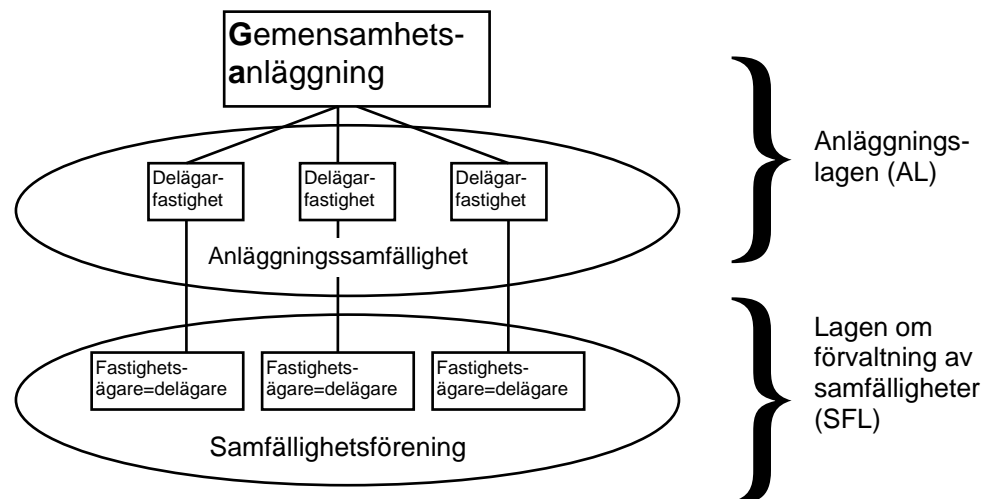 Gemensamhets-
anläggning
Anläggnings-
lagen (AL)
Delägar-
fastighet
Delägar-
fastighet
Delägar-
fastighet
Anläggningssamfällighet
Lagen om
förvaltning av
samfälligheter
(SFL)
Fastighets-
ägare=delägare
Fastighets-
ägare=delägare
Fastighets-
ägare=delägare
Samfällighetsförening